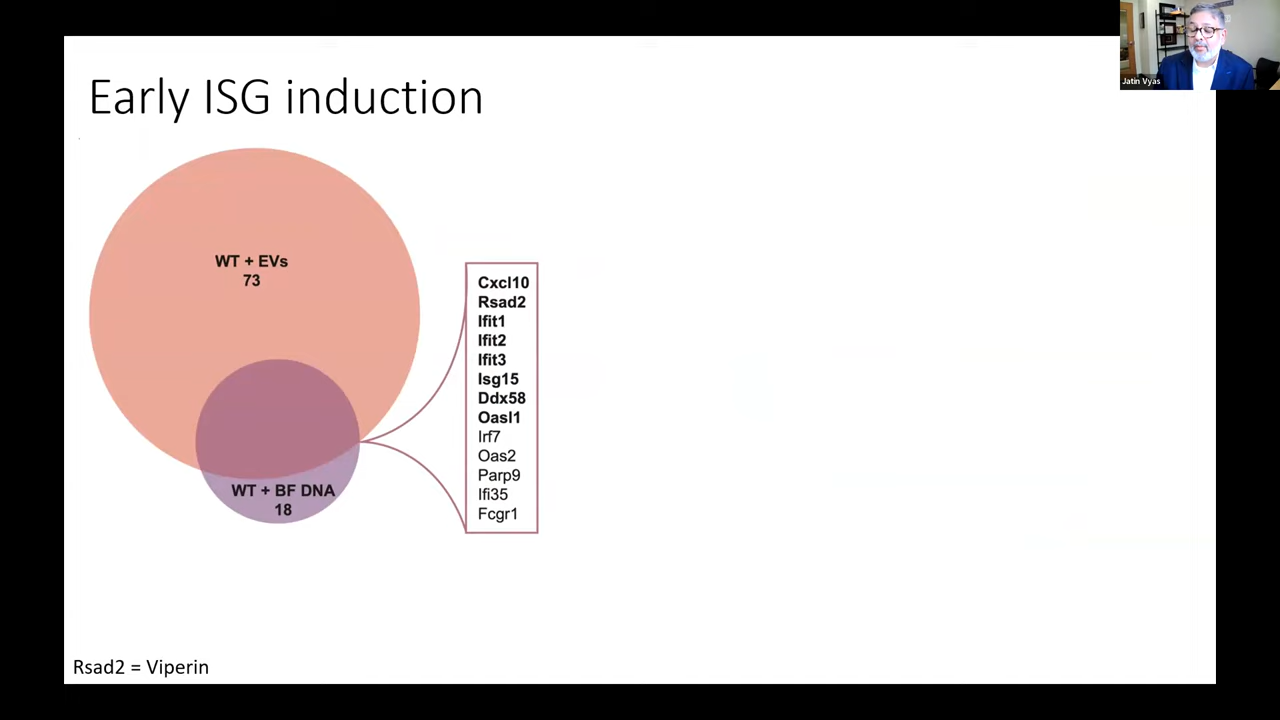 Early ISG induction
Jatin Vyas
WT + EVs
73
WT + BF DNA
18
Cxcl10
Rsad2
Ifit1
Ifit2
Ifit3
Isg15
Ddx58
Oasl1
Irf7
Oas2
Parp9
Ifi35
Fcgr1
Rsad2 = Viperin